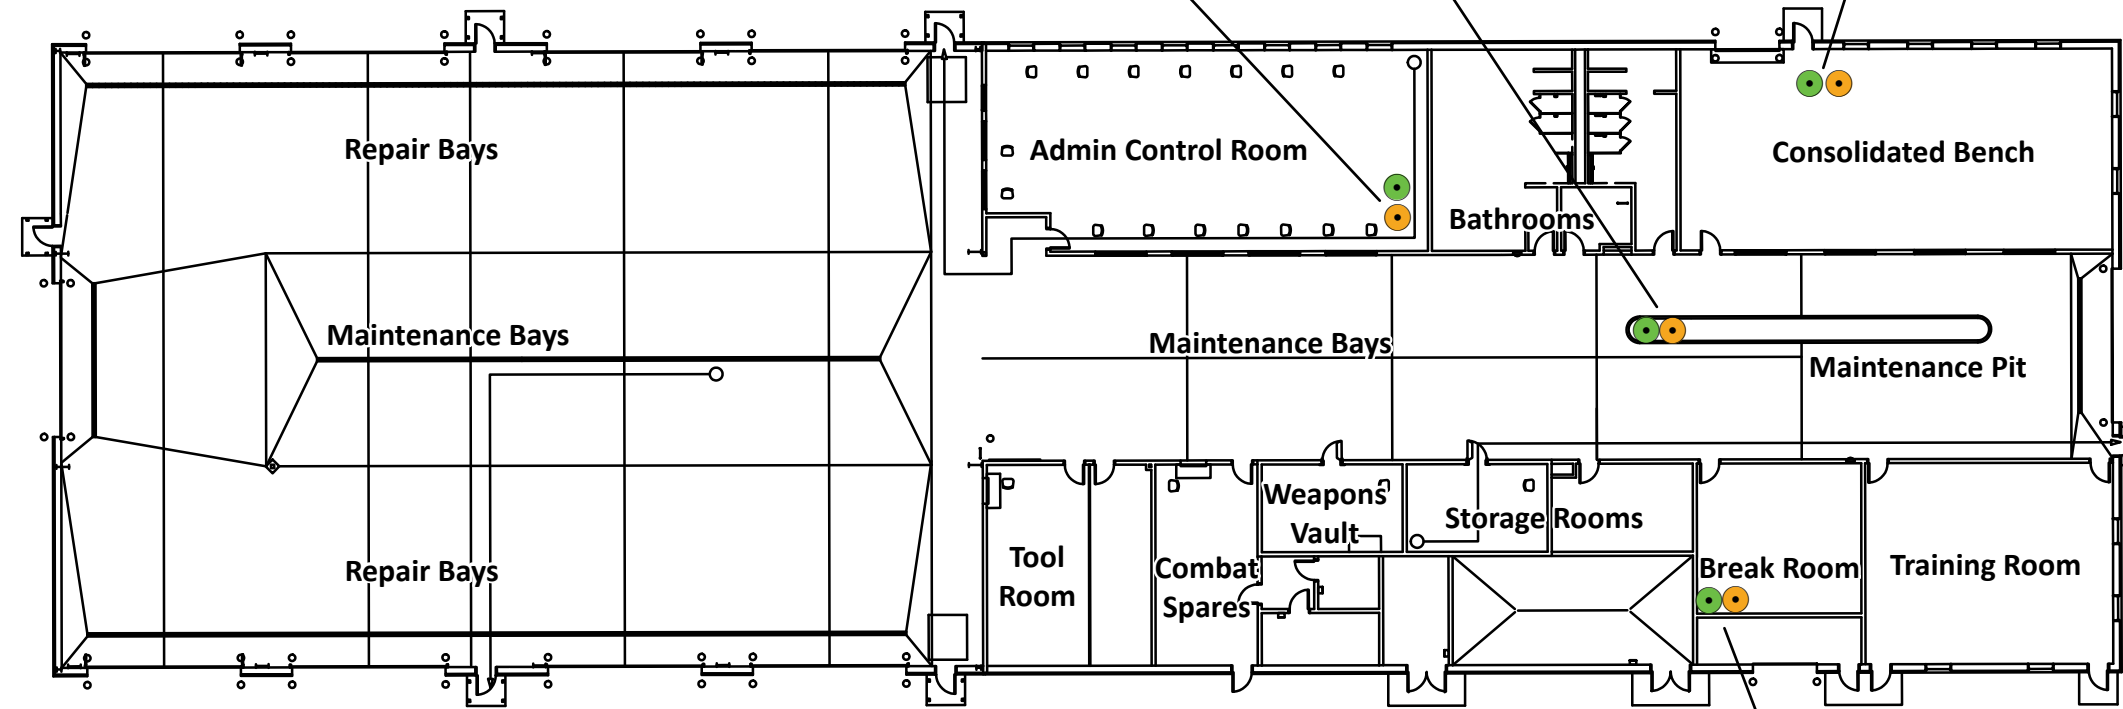 Repair Bays
Admin Control Room
Consolidated Bench
Bathrooms
Maintenance Bays
Maintenance Bays
Maintenance Pit
Repair Bays
Tool
Room
Combat
Spares
Weapons
Vault
Storage Rooms
Break Room
Training Room